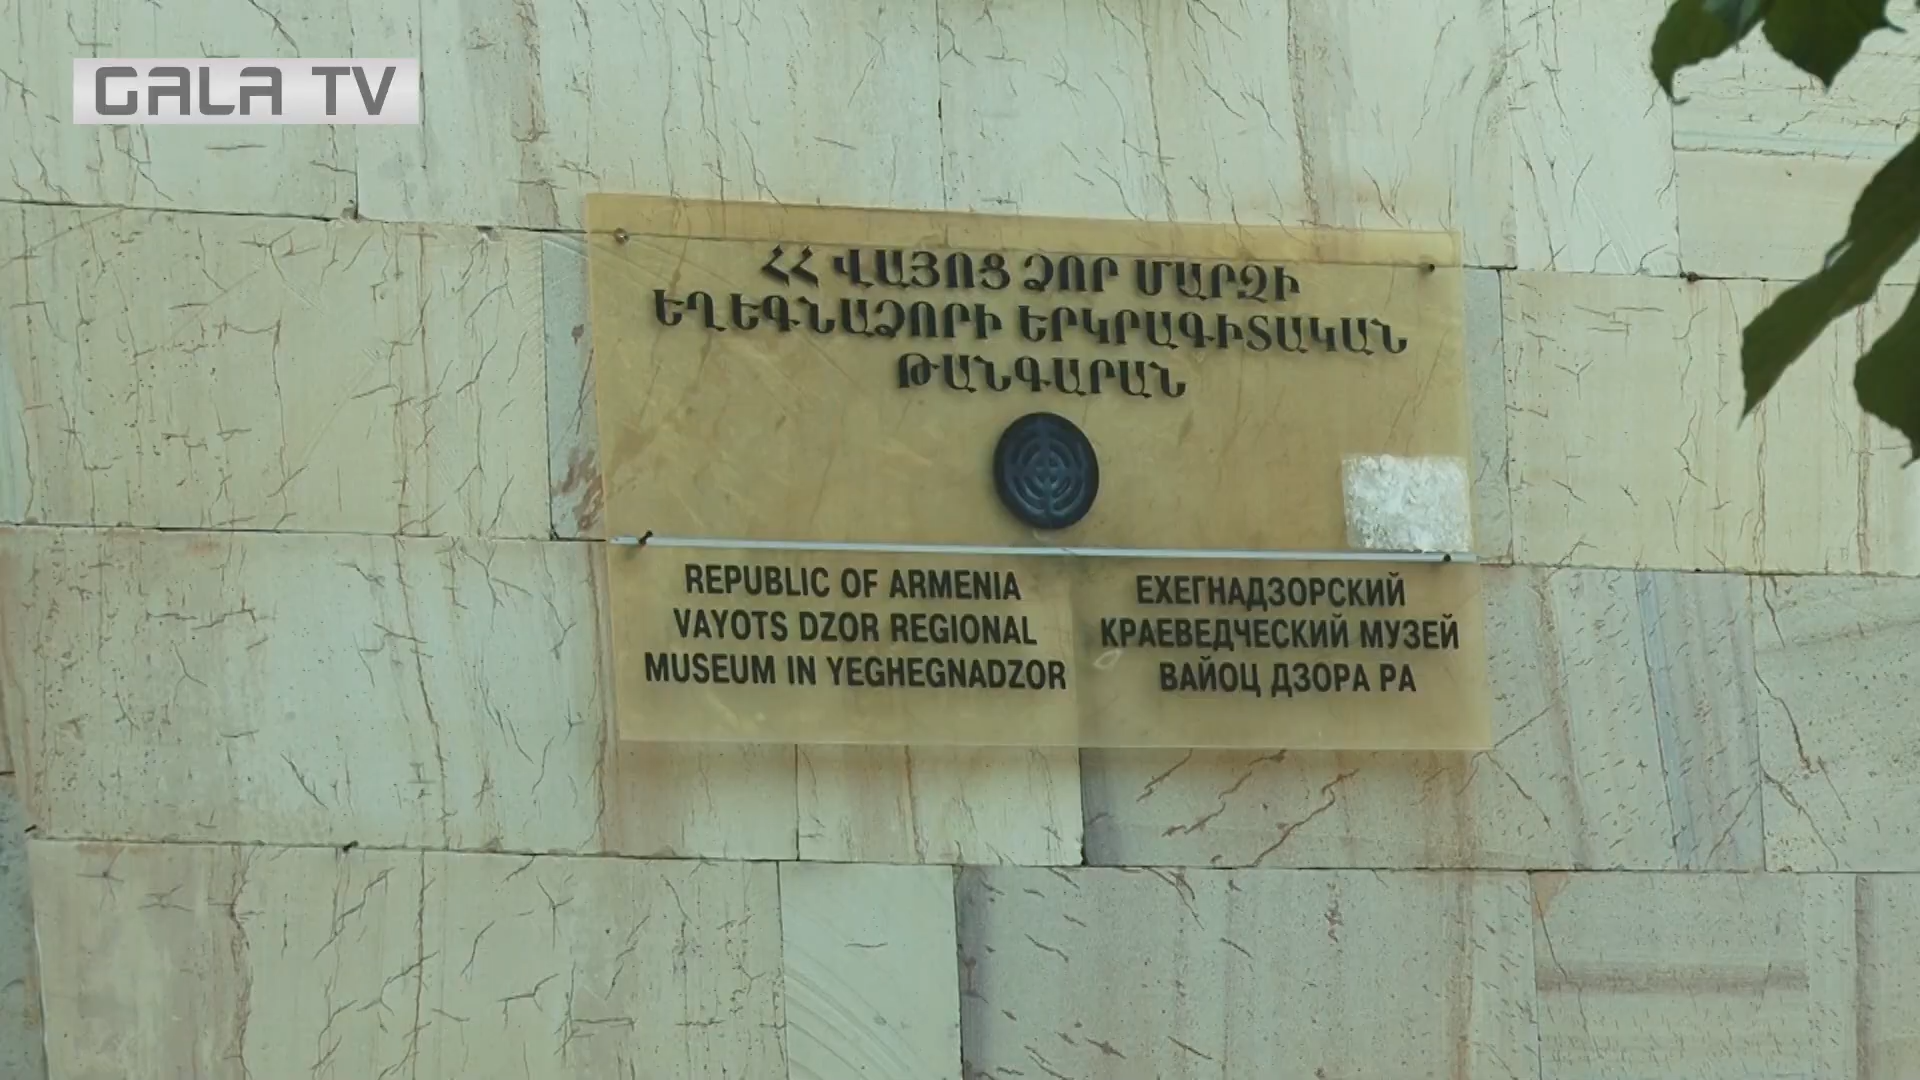 GALA TV
ՀՀ ՎԱՅՈՑ ՁՈՐ ՄԱՐԶԻ
ԵՂԵԳՆԱՁՈՐԻ ԵՐԿՐԱԳԻՏԱԿԱՆ
ԹԱՆԳԱՐԱՆ
REPUBLIC OF ARMENIA
VAYOTS DZOR REGIONAL
MUSEUM IN YEGHEGNADZOR
ЕХЕГНАДЗОРСКИЙ
КРАЕВЕДЧЕСКИЙ МУЗЕЙ
ВАЙОЦ ДЗОРА РА